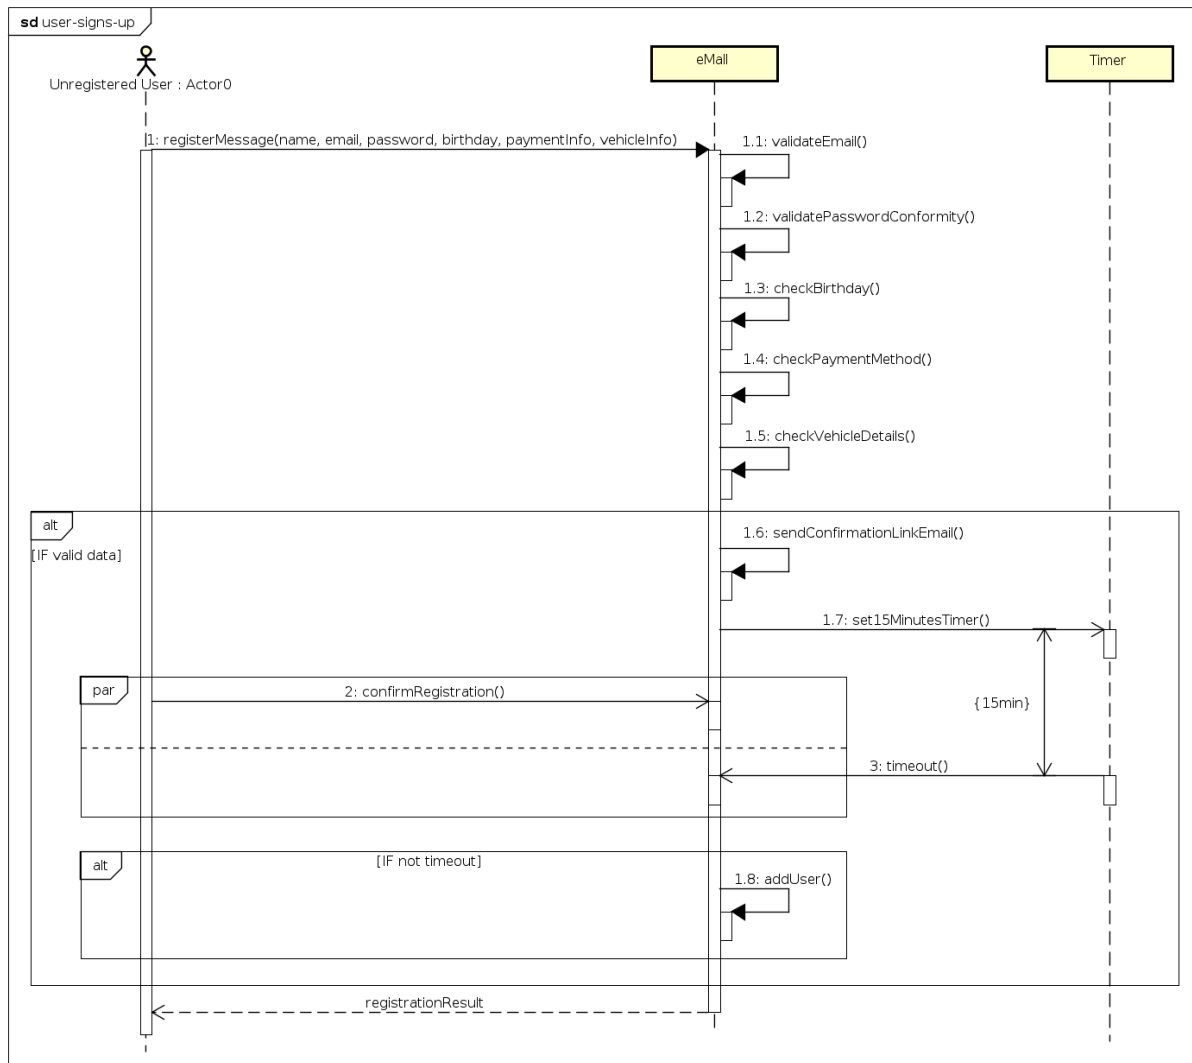 sd user-signs-up
Unregistered User : Actor0
eMall
Timer
1: registerMessage(name, email, password, birthday, paymentInfo, vehicleInfo)
1.1: validateEmail()
1.2: validatePasswordConformity()
1.3: checkBirthday()
1.4: checkPaymentMethod()
1.5: checkVehicleDetails()
alt
[IF valid data]
1.6: sendConfirmationLinkEmail()
1.7: set15MinutesTimer()
par
2: confirmRegistration()
{15min}
3: timeout()
alt
[IF not timeout]
1.8: addUser()
registrationResult